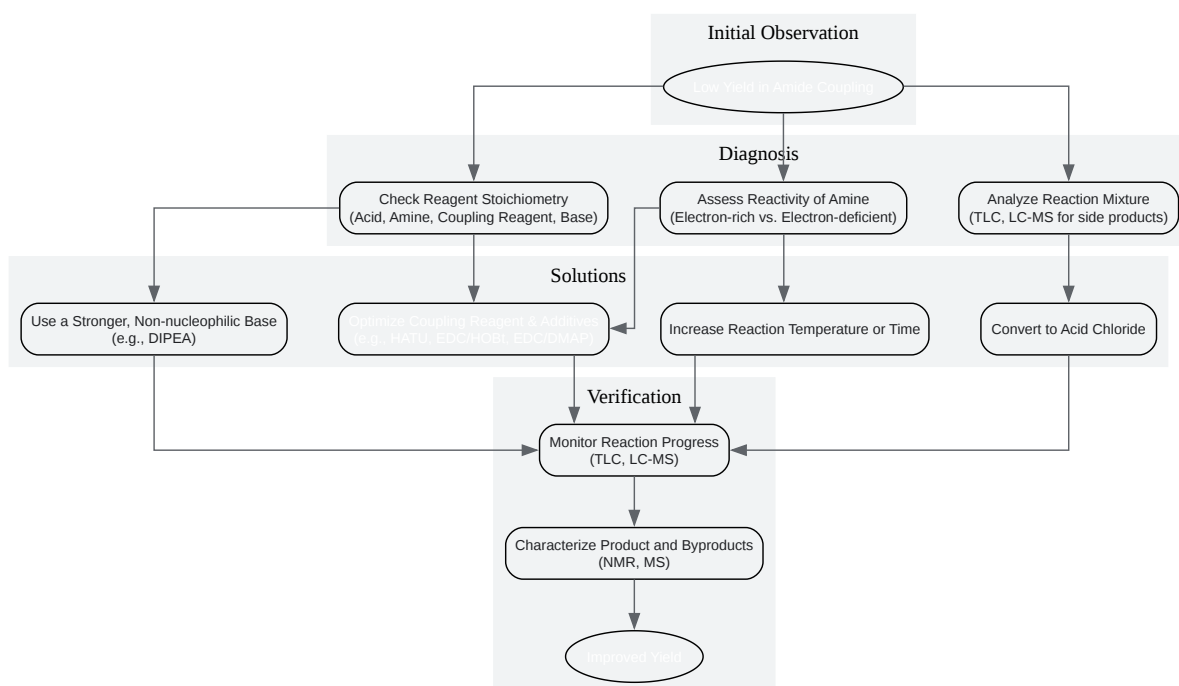 Initial Observation
Low Yield in Amide Coupling
Diagnosis
Check Reagent Stoichiometry
(Acid, Amine, Coupling Reagent, Base)
Assess Reactivity of Amine
(Electron-rich vs. Electron-deficient)
Analyze Reaction Mixture
(TLC, LC-MS for side products)
Solutions
Use a Stronger, Non-nucleophilic Base
(e.g., DIPEA)
Optimize Coupling Reagent & Additives
(e.g., HATU, EDC/HOBt, EDC/DMAP)
Increase Reaction Temperature or Time
Convert to Acid Chloride
Verification
Monitor Reaction Progress
(TLC, LC-MS)
Characterize Product and Byproducts
(NMR, MS)
Improved Yield